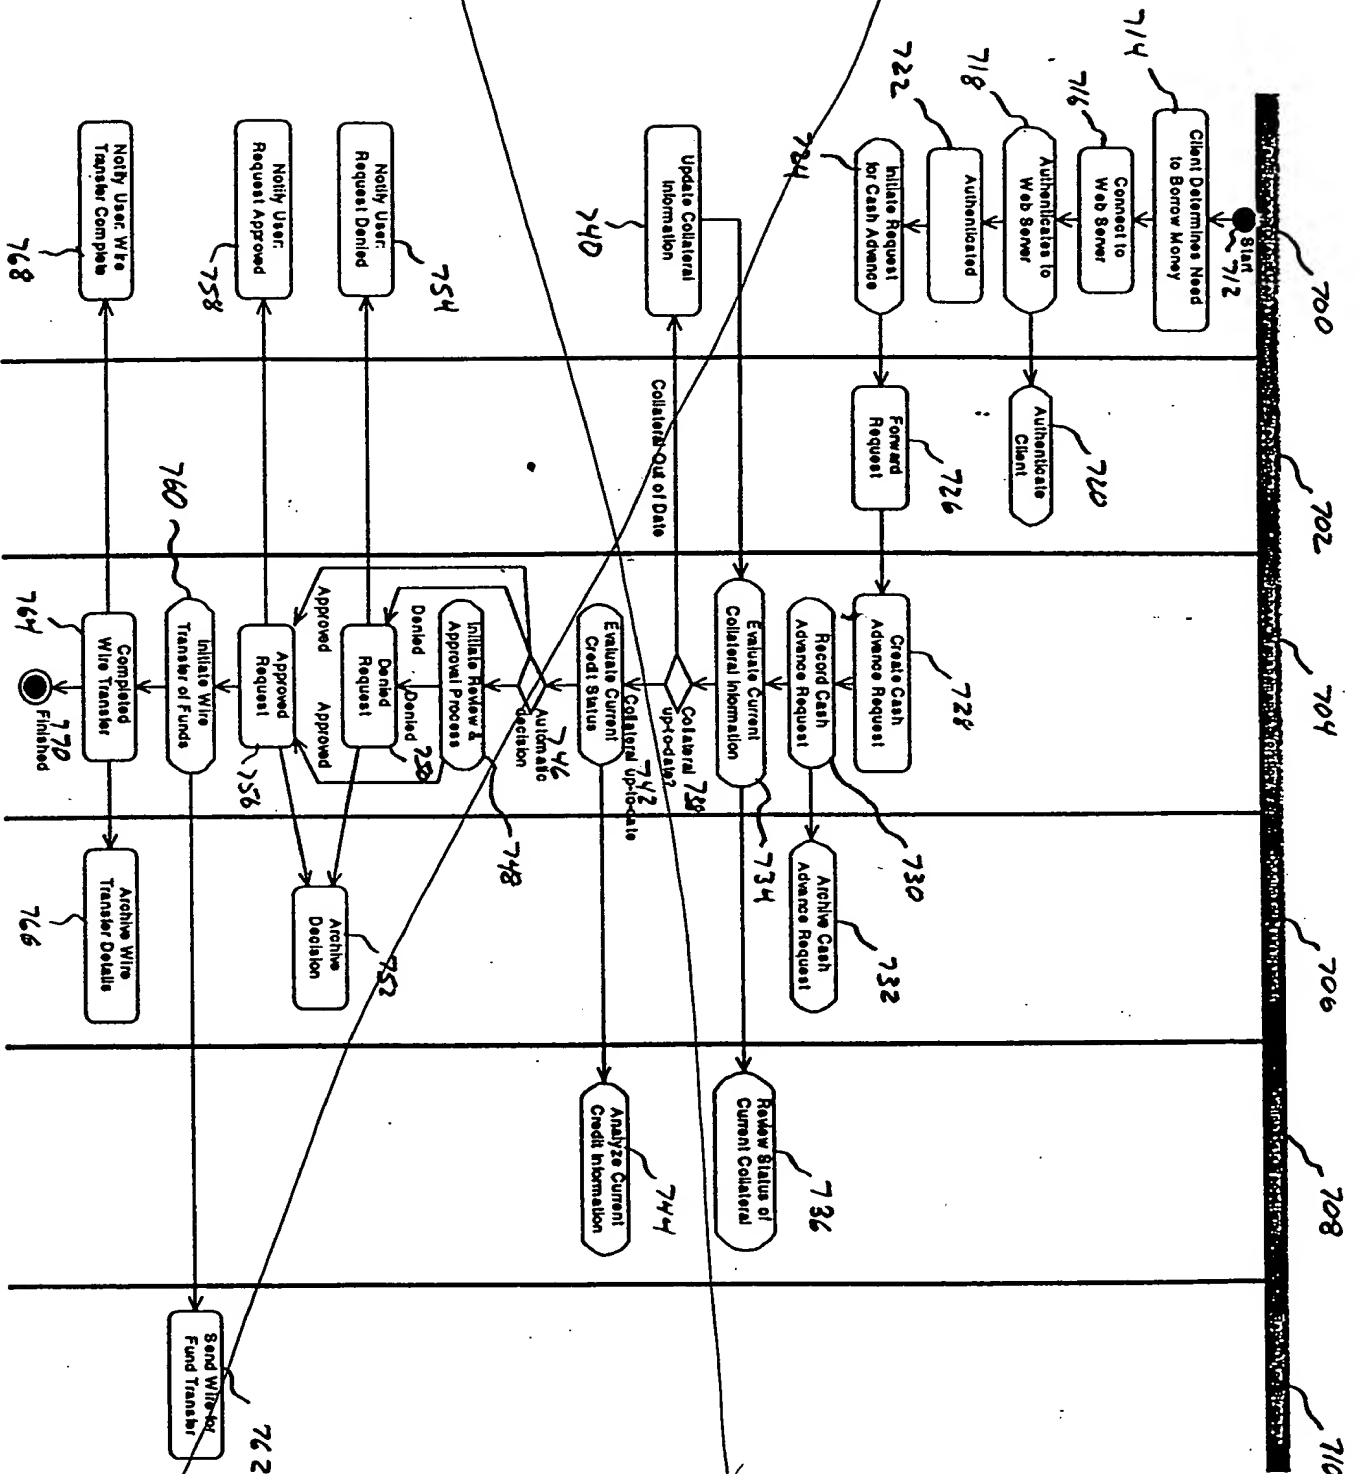 700
702
704
706
708
710
Start
712
714
Client Determines Need
to Borrow Money
716
Connect to
Web Server
718
Authenticates to
Web Server
720
Authenticate
Client
722
Authenticated
724
Initiate Request
for Cash Advance
726
Forward
Request
728
Create Cash
Advance Request
730
Record Cash
Advance Request
732
Archive Cash
Advance Request
734
Evaluate Current
Collateral Information
736
Review Status of
Current Collateral
738
Collateral
up-to-date?
Collateral Out of Date
740
Update Collateral
Information
742
Collateral up-to-date
Evaluate Current
Credit Status
744
Analyze Current
Credit Information
746
Automatic
Decision
748
Initiate Review &
Approval Process
Denied
Denied
750
Denied
Request
752
Archive
Decision
754
Notify User:
Request Denied
Approved
Approved
756
Approved
Request
758
Notify User:
Request Approved
760
Initiate Wire
Transfer of Funds
762
Send Wire for
Fund Transfer
764
Completed
Wire Transfer
766
Archive Wire
Transfer Details
768
Notify User: Wire
Transfer Complete
770
Finished